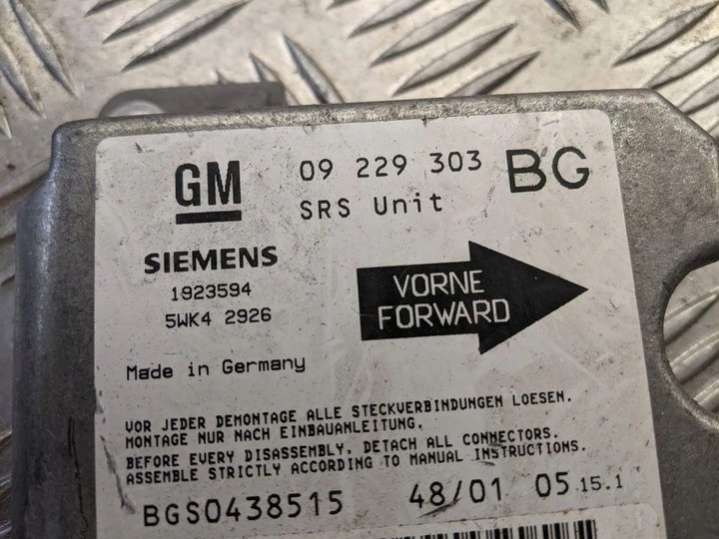 GM 09 229 303 BG
SRS Unit
SIEMENS
1923594
5WK4 2926
VORNE
FORWARD
Made in Germany
VOR JEDER DEMONTAGE ALLE STECKVERBINDUNGEN LOESEN.
MONTAGE NUR NACH EINBAUANLEITUNG.
BEFORE EVERY DISASSEMBLY, DETACH ALL CONNECTORS.
ASSEMBLE STRICTLY ACCORDING TO MANUAL INSTRUCTIONS.
BGS0438515 48/01 05 15.1